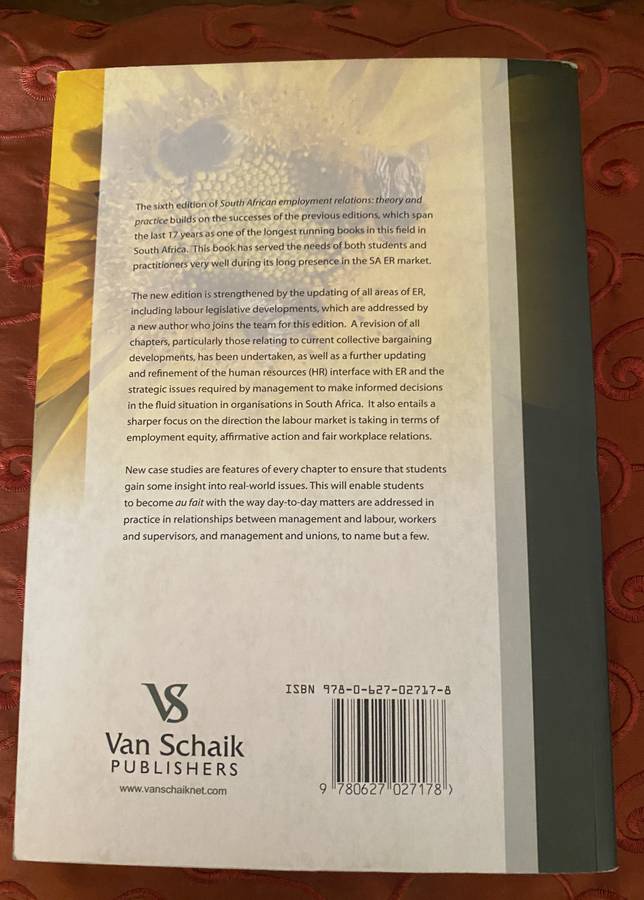 The sixth edition of South African employment relations: theory and
practice builds on the successes of the previous editions, which span
the last 17 years as one of the longest running books in this field in
South Africa. This book has served the needs of both students and
practitioners very well during its long presence in the SA ER market.
The new edition is strengthened by the updating of all areas of ER,
including labour legislative developments, which are addressed by
a new author who joins the team for this edition. A revision of all
chapters, particularly those relating to current collective bargaining
developments, has been undertaken, as well as a further updating
and refinement of the human resources (HR) interface with ER and the
strategic issues required by management to make informed decisions
in the fluid situation in organisations in South Africa. It also entails a
sharper focus on the direction the labour market is taking in terms of
employment equity, affirmative action and fair workplace relations.
New case studies are features of every chapter to ensure that students
gain some insight into real-world issues. This will enable students
to become au fait with the way day-to-day matters are addressed in
practice in relationships between management and labour, workers
and supervisors, and management and unions, to name but a few.
VS
Van Schaik
PUBLISHERS
www.vanschaiknet.com
ISBN 978-0-627-02717-8
9 780627 027178 >